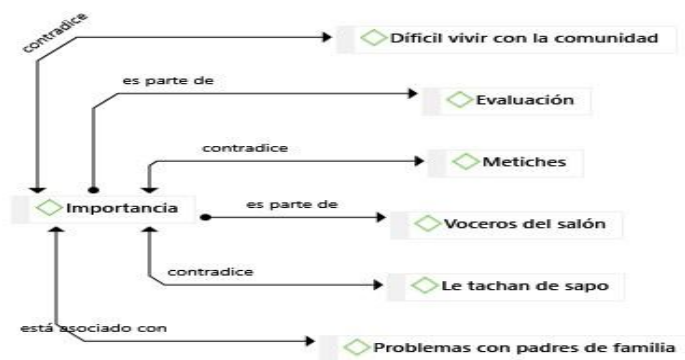 contradice
Díficil vivir con la comunidad
es parte de
Evaluación
contradice
Metiches
Importancia
es parte de
Voceros del salón
contradice
Le tachan de sapo
está asociado con
Problemas con padres de familia